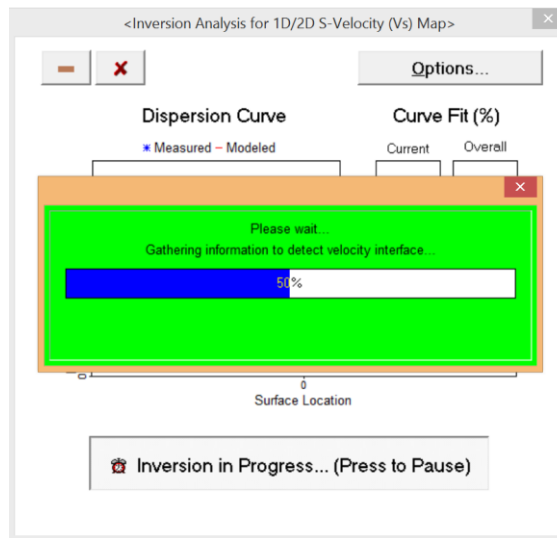 <Inversion Analysis for 1D/2D S-Velocity (Vs) Map>
Options...
Dispersion Curve
Curve Fit (%)
* Measured − Modeled
Current
Overall
Please wait...
Gathering information to detect velocity interface...
50%
0
0
Surface Location
Inversion in Progress... (Press to Pause)